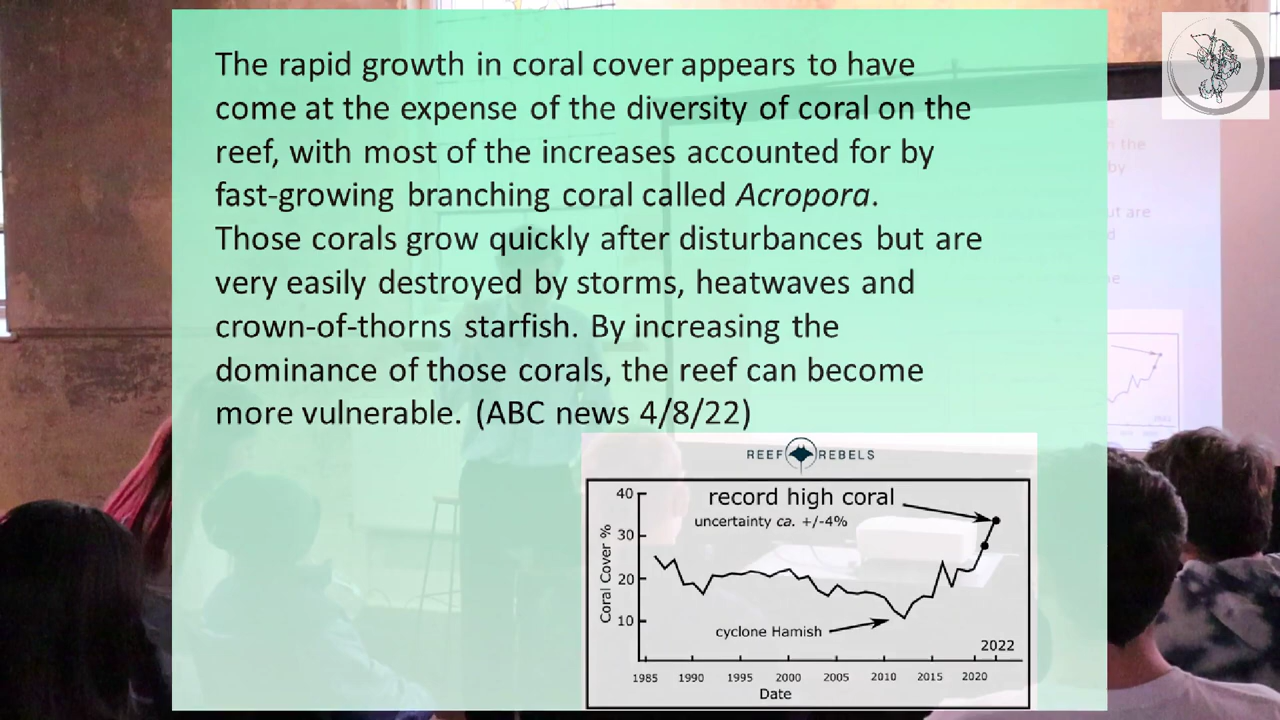 The rapid growth in coral cover appears to have
come at the expense of the diversity of coral on the
reef, with most of the increases accounted for by
fast-growing branching coral called Acropora.
Those corals grow quickly after disturbances but are
very easily destroyed by storms, heatwaves and
crown-of-thorns starfish. By increasing the
dominance of those corals, the reef can become
more vulnerable. (ABC news 4/8/22)
REEF REBELS
record high coral
uncertainty ca. +/-4%
Coral Cover %
40
30
20
10
cyclone Hamish
2022
1985 1990 1995 2000 2005 2010 2015 2020
Date